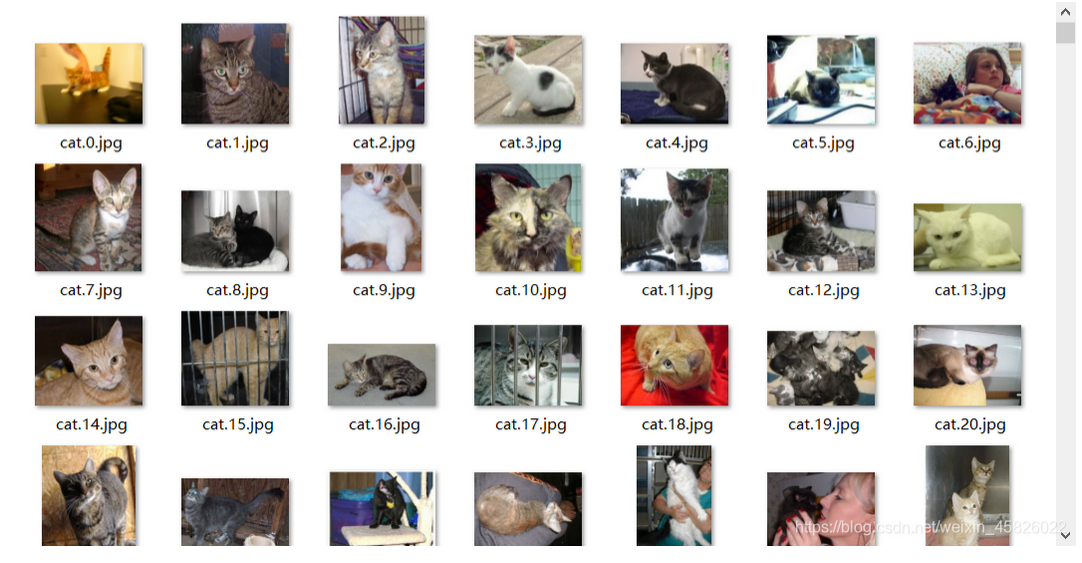 cat.0.jpg cat.1.jpg cat.2.jpg cat.3.jpg cat.4.jpg cat.5.jpg cat.6.jpg
cat.7.jpg cat.8.jpg cat.9.jpg cat.10.jpg cat.11.jpg cat.12.jpg cat.13.jpg
cat.14.jpg cat.15.jpg cat.16.jpg cat.17.jpg cat.18.jpg cat.19.jpg cat.20.jpg
https://blog.csdn.net/weixin_45826022